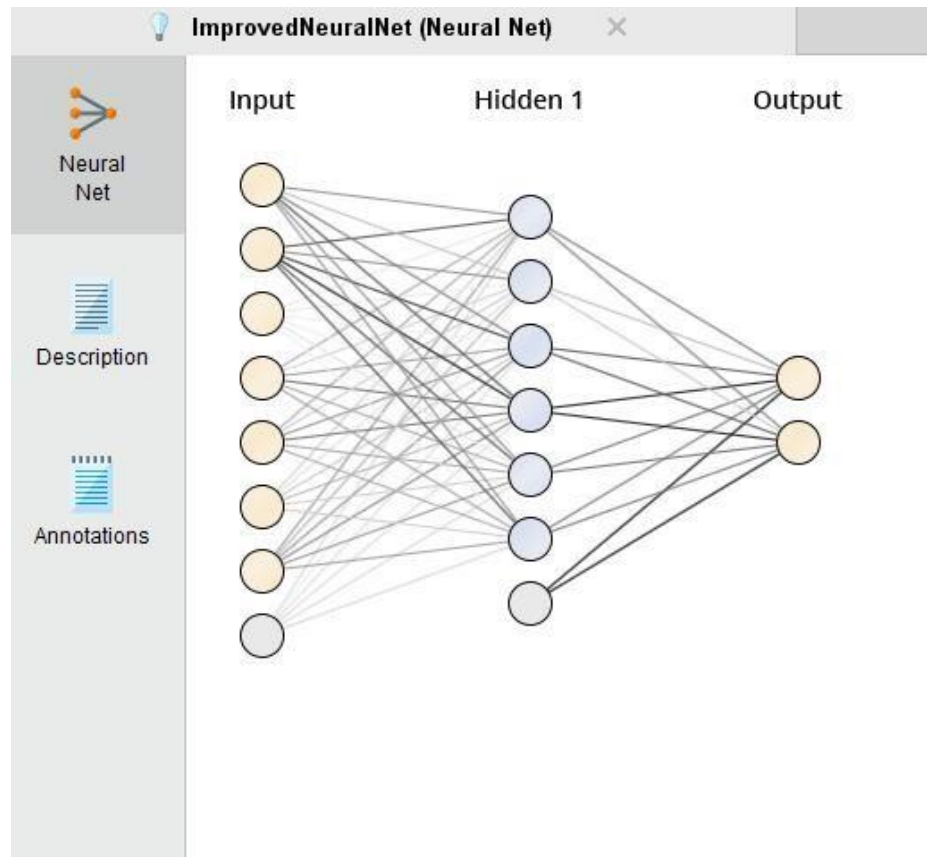 ImprovedNeuralNet (Neural Net)
Input
Hidden 1
Output
Neural
Net
Description
Annotations